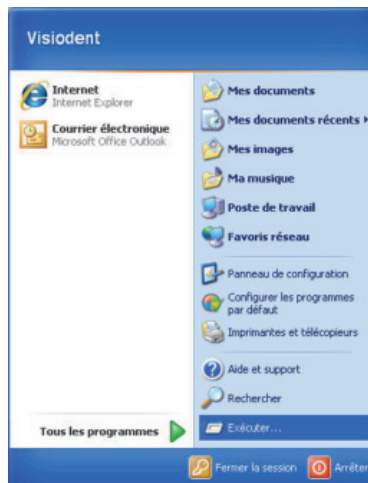 Visiodent
Internet
Internet Explorer
Courrier électronique
Microsoft Office Outlook
Tous les programmes
Mes documents
Mes documents récents
Mes images
Ma musique
Poste de travail
Favoris réseau
Panneau de configuration
Configurer les programmes
par défaut
Imprimantes et télécopieurs
Aide et support
Rechercher
Exécuter...
Fermer la session
Arrêter